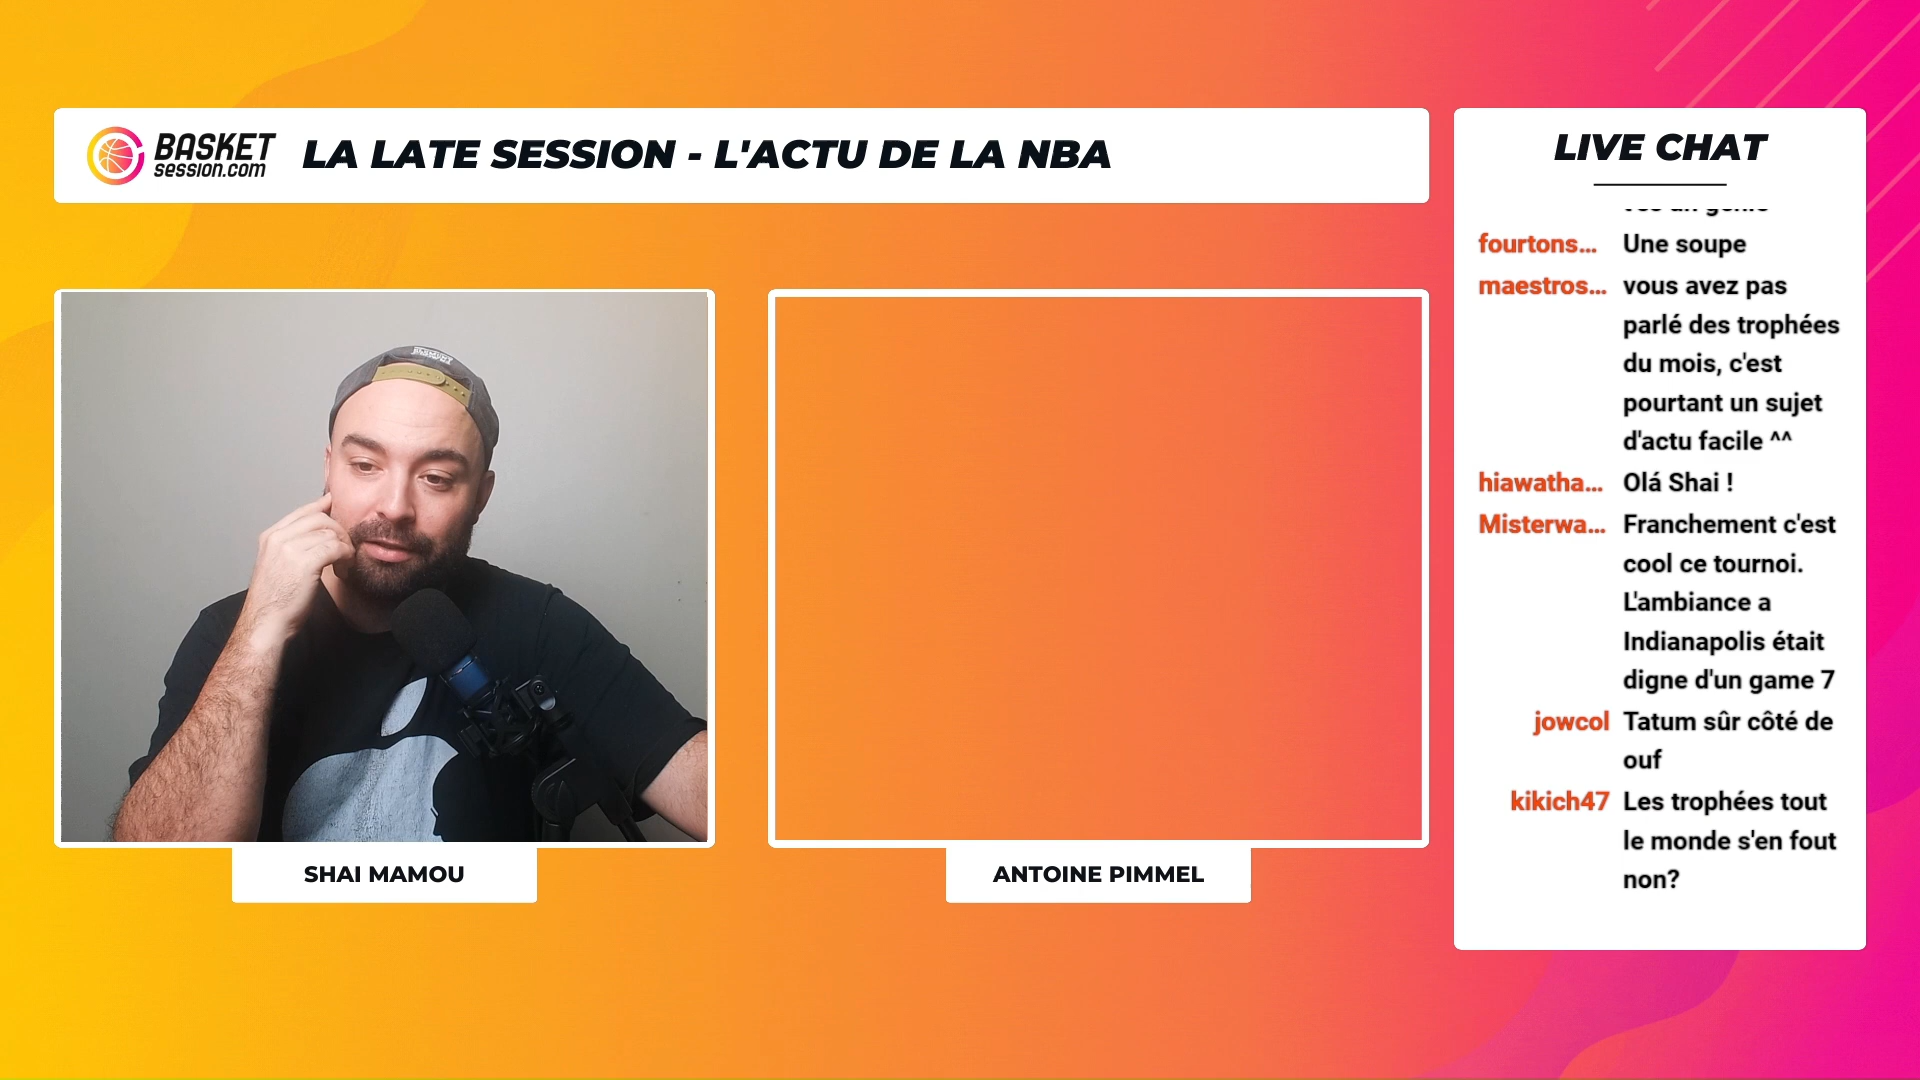 BASKET
SESSION.COM
LA LATE SESSION - L'ACTU DE LA NBA
LIVE CHAT
fourtons... Une soupe
maestros... vous avez pas
parlé des trophées
du mois, c'est
pourtant un sujet
d'actu facile ^^
hiawatha... Olá Shai !
Misterwa... Franchement c'est
cool ce tournoi.
L'ambiance a
Indianapolis était
digne d'un game 7
jowcol Tatum sûr côté de
ouf
kikich47 Les trophées tout
le monde s'en fout
non?
ELEMENT
SHAI MAMOU
ANTOINE PIMMEL